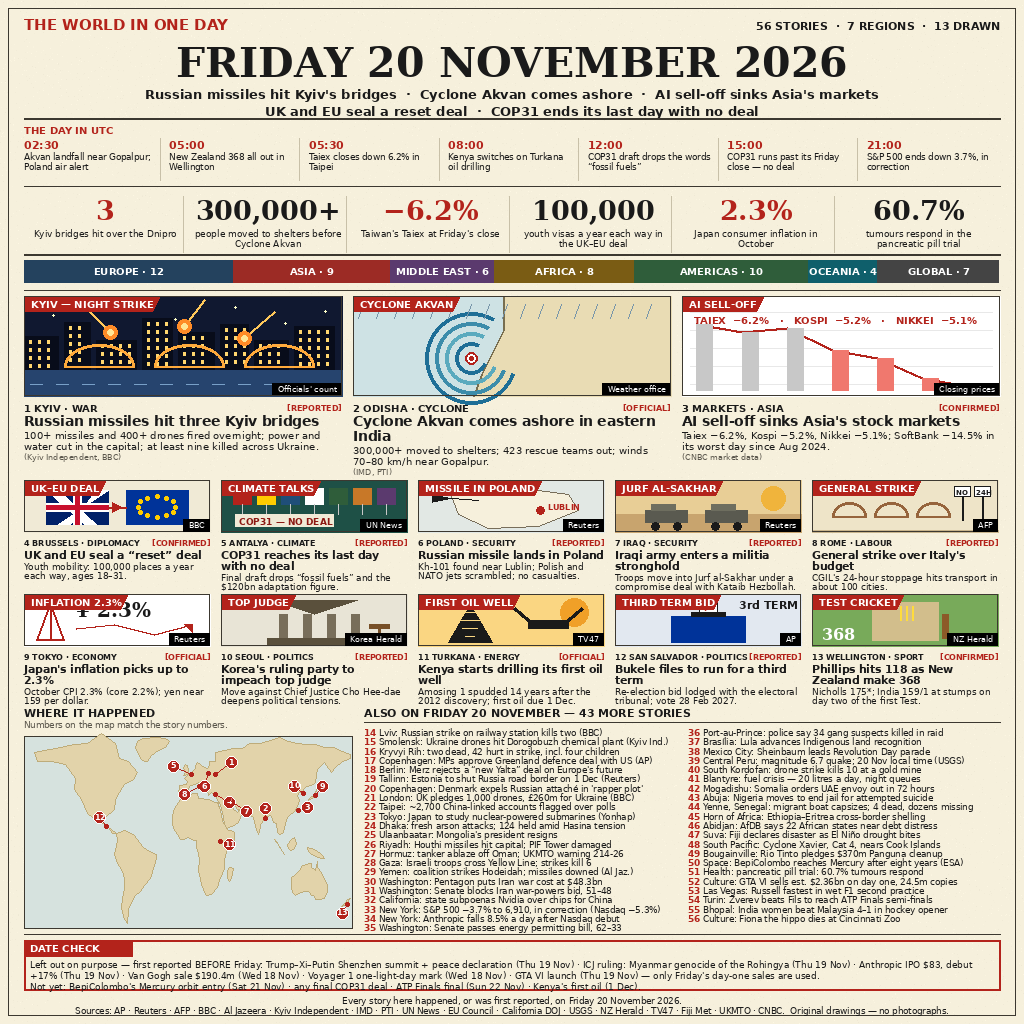 THE WORLD IN ONE DAY
56 STORIES · 7 REGIONS · 13 DRAWN
FRIDAY 20 NOVEMBER 2026
Russian missiles hit Kyiv's bridges · Cyclone Akvan comes ashore · AI sell-off sinks Asia's markets
UK and EU seal a reset deal · COP31 ends its last day with no deal
THE DAY IN UTC
02:30
Akvan landfall near Gopalpur;
Poland air alert
05:00
New Zealand 368 all out in
Wellington
05:30
Taiex closes down 6.2% in
Taipei
08:00
Kenya switches on Turkana
oil drilling
12:00
COP31 draft drops the words
“fossil fuels”
15:00
COP31 runs past its Friday
close — no deal
21:00
S&P 500 ends down 3.7%, in
correction
3
Kyiv bridges hit over the Dnipro
300,000+
people moved to shelters before
Cyclone Akvan
−6.2%
Taiwan's Taiex at Friday's close
100,000
youth visas a year each way in
the UK–EU deal
2.3%
Japan consumer inflation in
October
60.7%
tumours respond in the
pancreatic pill trial
EUROPE · 12
ASIA · 9
MIDDLE EAST · 6
AFRICA · 8
AMERICAS · 10
OCEANIA · 4
GLOBAL · 7
KYIV — NIGHT STRIKE
Officials' count
1 KYIV · WAR
[REPORTED]
Russian missiles hit three Kyiv bridges
100+ missiles and 400+ drones fired overnight; power and
water cut in the capital; at least nine killed across Ukraine.
(Kyiv Independent, BBC)
CYCLONE AKVAN
Weather office
2 ODISHA · CYCLONE
[OFFICIAL]
Cyclone Akvan comes ashore in eastern
India
300,000+ moved to shelters; 423 rescue teams out; winds
70–80 km/h near Gopalpur.
(IMD, PTI)
AI SELL-OFF
TAIEX −6.2% · KOSPI −5.2% · NIKKEI −5.1%
Closing prices
3 MARKETS · ASIA
[CONFIRMED]
AI sell-off sinks Asia's stock markets
Taiex −6.2%, Kospi −5.2%, Nikkei −5.1%; SoftBank −14.5% in
its worst day since Aug 2024.
(CNBC market data)
UK–EU DEAL
BBC
4 BRUSSELS · DIPLOMACY
[CONFIRMED]
UK and EU seal a “reset” deal
Youth mobility: 100,000 places a year
each way, ages 18–31.
CLIMATE TALKS
COP31 — NO DEAL
UN News
5 ANTALYA · CLIMATE
[REPORTED]
COP31 reaches its last day
with no deal
Final draft drops “fossil fuels” and the
$120bn adaptation figure.
MISSILE IN POLAND
LUBLIN
Reuters
6 POLAND · SECURITY
[REPORTED]
Russian missile lands in Poland
Kh-101 found near Lublin; Polish and
NATO jets scrambled; no casualties.
JURF AL-SAKHAR
Reuters
7 IRAQ · SECURITY
[REPORTED]
Iraqi army enters a militia
stronghold
Troops move into Jurf al-Sakhar under a
compromise deal with Kataib Hezbollah.
GENERAL STRIKE
NO
24H
AFP
8 ROME · LABOUR
[REPORTED]
General strike over Italy's
budget
CGIL's 24-hour stoppage hits transport in
about 100 cities.
INFLATION 2.3%
2.3%
Reuters
9 TOKYO · ECONOMY
[OFFICIAL]
Japan's inflation picks up to
2.3%
October CPI 2.3% (core 2.2%); yen near
159 per dollar.
TOP JUDGE
Korea Herald
10 SEOUL · POLITICS
[REPORTED]
Korea's ruling party to
impeach top judge
Move against Chief Justice Cho Hee-dae
deepens political tensions.
FIRST OIL WELL
TV47
11 TURKANA · ENERGY
[OFFICIAL]
Kenya starts drilling its first oil
well
Amosing 1 spudded 14 years after the
2012 discovery; first oil due 1 Dec.
THIRD TERM BID
3rd TERM
AP
12 SAN SALVADOR · POLITICS
[REPORTED]
Bukele files to run for a third
term
Re-election bid lodged with the electoral
tribunal; vote 28 Feb 2027.
TEST CRICKET
368
NZ Herald
13 WELLINGTON · SPORT
[CONFIRMED]
Phillips hits 118 as New
Zealand make 368
Nicholls 175*; India 159/1 at stumps on
day two of the first Test.
WHERE IT HAPPENED
Numbers on the map match the story numbers.
5
1
6
8
4
7
2
10
9
3
12
11
13
ALSO ON FRIDAY 20 NOVEMBER — 43 MORE STORIES
14 Lviv: Russian strike on railway station kills two (BBC)
15 Smolensk: Ukraine drones hit Dorogobuzh chemical plant (Kyiv Ind.)
16 Kryvyi Rih: two dead, 42 hurt in strike, incl. four children
17 Copenhagen: MPs approve Greenland defence deal with US (AP)
18 Berlin: Merz rejects a “new Yalta” deal on Europe's future
19 Tallinn: Estonia to shut Russia road border on 1 Dec (Reuters)
20 Copenhagen: Denmark expels Russian attaché in ‘rapper plot’
21 London: UK pledges 1,000 drones, £260m for Ukraine (BBC)
22 Taipei: ~2,700 China-linked accounts flagged over polls
23 Tokyo: Japan to study nuclear-powered submarines (Yonhap)
24 Dhaka: fresh arson attacks; 124 held amid Hasina tension
25 Ulaanbaatar: Mongolia's president resigns
26 Riyadh: Houthi missiles hit capital; PIF Tower damaged
27 Hormuz: tanker ablaze off Oman; UKMTO warning 214-26
28 Gaza: Israeli troops cross Yellow Line; strikes kill 6
29 Yemen: coalition strikes Hodeidah; missiles downed (Al Jaz.)
30 Washington: Pentagon puts Iran war cost at $48.3bn
31 Washington: Senate blocks Iran war-powers bid, 51–48
32 California: state subpoenas Nvidia over chips for China
33 New York: S&P 500 −3.7% to 6,910, in correction (Nasdaq −5.3%)
34 New York: Anthropic falls 8.5% a day after Nasdaq debut
35 Washington: Senate passes energy permitting bill, 62–33
36 Port-au-Prince: police say 34 gang suspects killed in raid
37 Brasília: Lula advances Indigenous land recognition
38 Mexico City: Sheinbaum leads Revolution Day parade
39 Central Peru: magnitude 6.7 quake; 20 Nov local time (USGS)
40 South Kordofan: drone strike kills 10 at a gold mine
41 Blantyre: fuel crisis — 20 litres a day, night queues
42 Mogadishu: Somalia orders UAE envoy out in 72 hours
43 Abuja: Nigeria moves to end jail for attempted suicide
44 Yenne, Senegal: migrant boat capsizes; 4 dead, dozens missing
45 Horn of Africa: Ethiopia–Eritrea cross-border shelling
46 Abidjan: AfDB says 22 African states near debt distress
47 Suva: Fiji declares disaster as El Niño drought bites
48 South Pacific: Cyclone Xavier, Cat 4, nears Cook Islands
49 Bougainville: Rio Tinto pledges $370m Panguna cleanup
50 Space: BepiColombo reaches Mercury after eight years (ESA)
51 Health: pancreatic pill trial: 60.7% tumours respond
52 Culture: GTA VI sells est. $2.36bn on day one, 24.5m copies
53 Las Vegas: Russell fastest in wet F1 second practice
54 Turin: Zverev beats Fils to reach ATP Finals semi-finals
55 Bhopal: India women beat Malaysia 4–1 in hockey opener
56 Culture: Fiona the hippo dies at Cincinnati Zoo
DATE CHECK
Left out on purpose — first reported BEFORE Friday: Trump–Xi–Putin Shenzhen summit + peace declaration (Thu 19 Nov) · ICJ ruling: Myanmar genocide of the Rohingya (Thu 19 Nov) · Anthropic IPO $83, debut
+17% (Thu 19 Nov) · Van Gogh sale $190.4m (Wed 18 Nov) · Voyager 1 one-light-day mark (Wed 18 Nov) · GTA VI launch (Thu 19 Nov) — only Friday's day-one sales are used.
Not yet: BepiColombo's Mercury orbit entry (Sat 21 Nov) · any final COP31 deal · ATP Finals final (Sun 22 Nov) · Kenya's first oil (1 Dec).
Every story here happened, or was first reported, on Friday 20 November 2026.
Sources: AP · Reuters · AFP · BBC · Al Jazeera · Kyiv Independent · IMD · PTI · UN News · EU Council · California DOJ · USGS · NZ Herald · TV47 · Fiji Met · UKMTO · CNBC. Original drawings — no photographs.